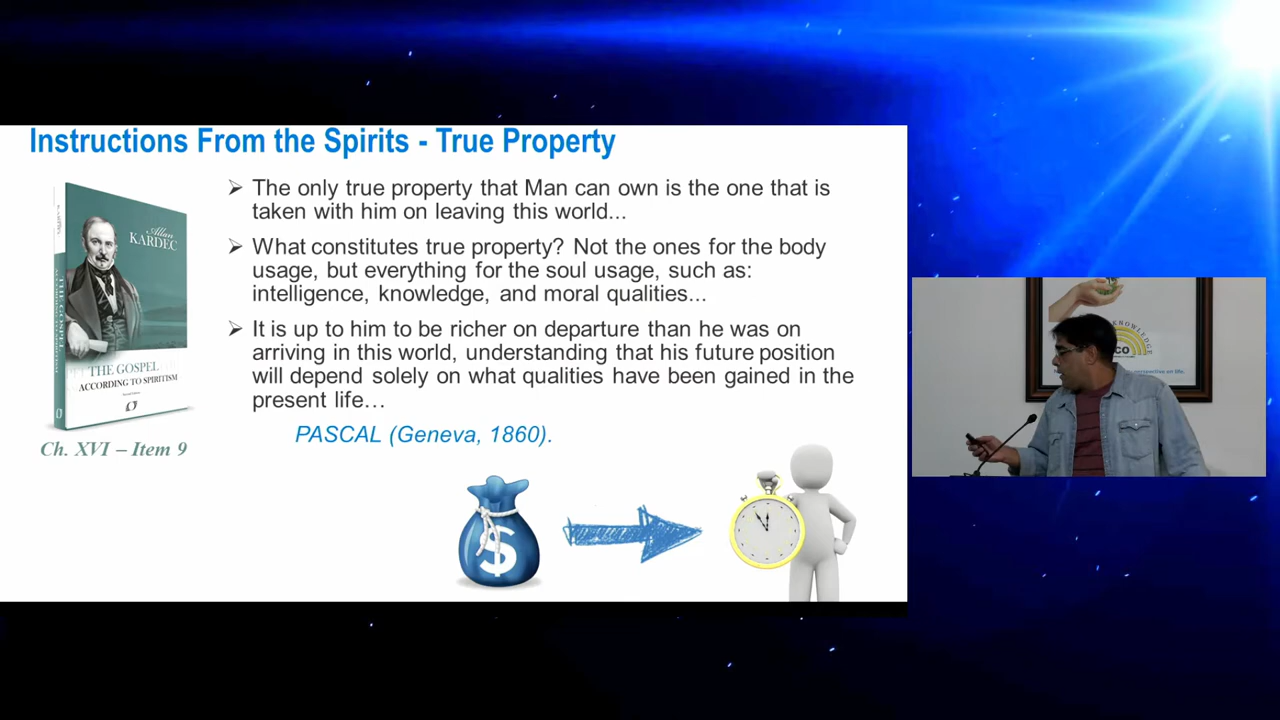 Instructions From the Spirits - True Property
➢ The only true property that Man can own is the one that is
taken with him on leaving this world...
➢ What constitutes true property? Not the ones for the body
usage, but everything for the soul usage, such as:
intelligence, knowledge, and moral qualities...
➢ It is up to him to be richer on departure than he was on
arriving in this world, understanding that his future position
will depend solely on what qualities have been gained in the
present life…
PASCAL (Geneva, 1860).
Allan
KARDEC
THE GOSPEL
ACCORDING TO SPIRITISM
Ch. XVI – Item 9
$
KNOWLEDGE
perspective on life.